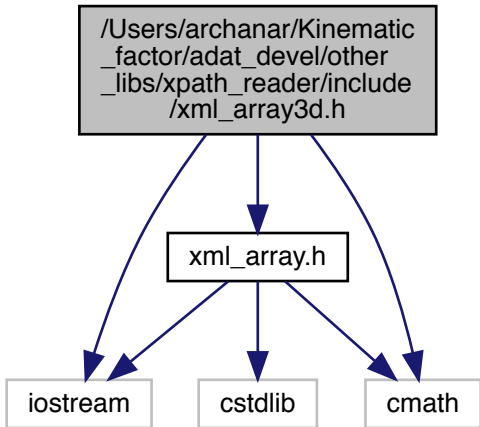 /Users/archanar/Kinematic
_factor/adat_devel/other
_libs/xpath_reader/include
/xml_array3d.h
xml_array.h
iostream
cstdlib
cmath